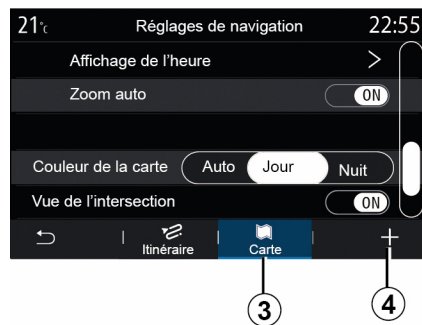 21°c Réglages de navigation 22:55
Affichage de l'heure >
Zoom auto ON
Couleur de la carte Auto Jour Nuit
Vue de l'intersection ON
Itinéraire Carte +
3 4